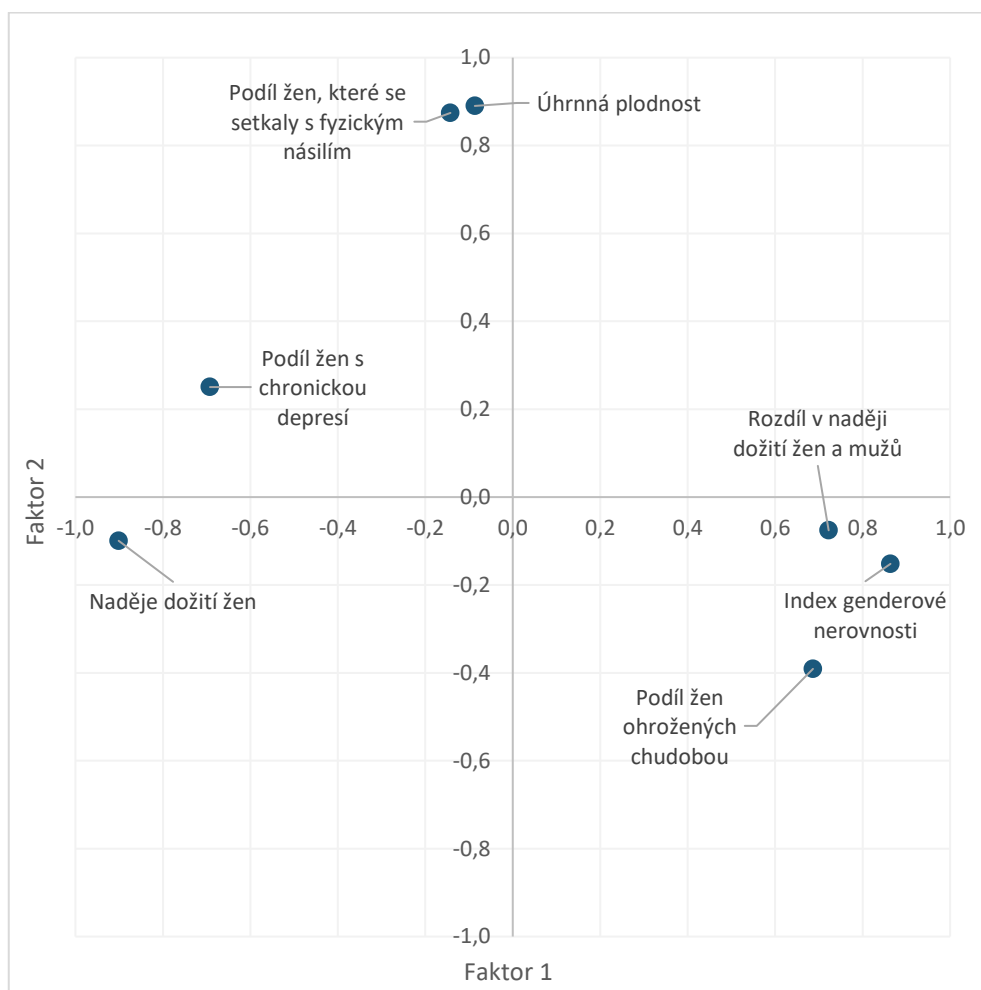 1,0
Podíl žen, které se
setkaly s fyzickým
násilím
Úhrnná plodnost
0,8
0,6
0,4
Podíl žen s
chronickou
depresí
0,2
Rozdíl v naději
dožití žen a mužů
0,0
-1,0 -0,8 -0,6 -0,4 -0,2 0,0 0,2 0,4 0,6 0,8 1,0
Faktor 2
Naděje dožití žen
-0,2
Index genderové
nerovnosti
-0,4
Podíl žen
ohrožených
chudobou
-0,6
-0,8
-1,0
Faktor 1